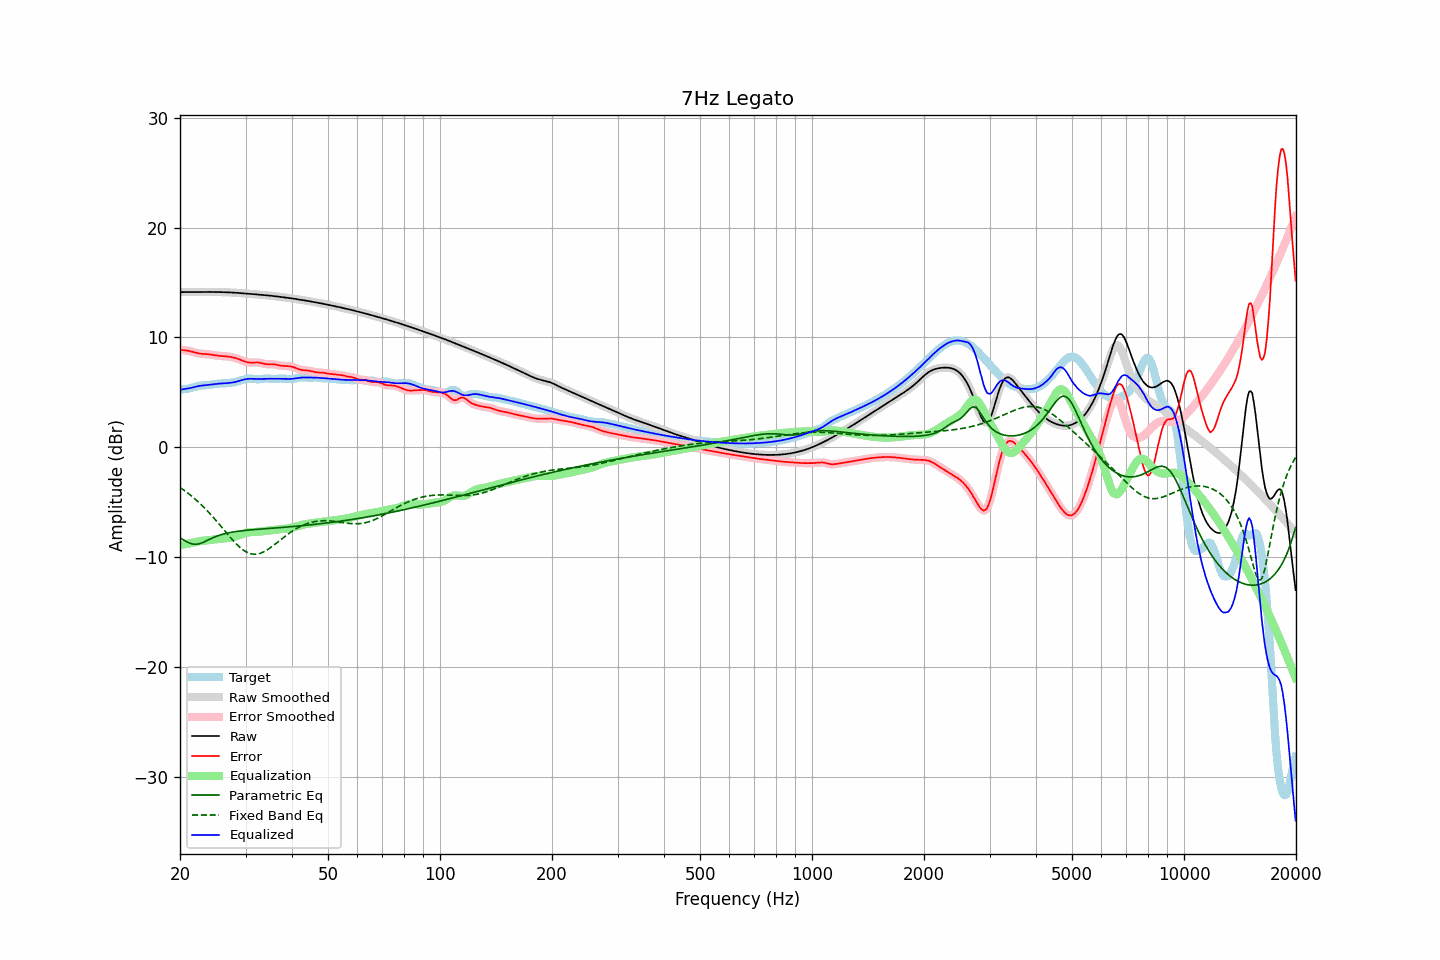 7Hz Legato
30
20
10
0
−10
−20
−30
Amplitude (dBr)
Target
Raw Smoothed
Error Smoothed
Raw
Error
Equalization
Parametric Eq
Fixed Band Eq
Equalized
20 50 100 200 500 1000 2000 5000 10000 20000
Frequency (Hz)